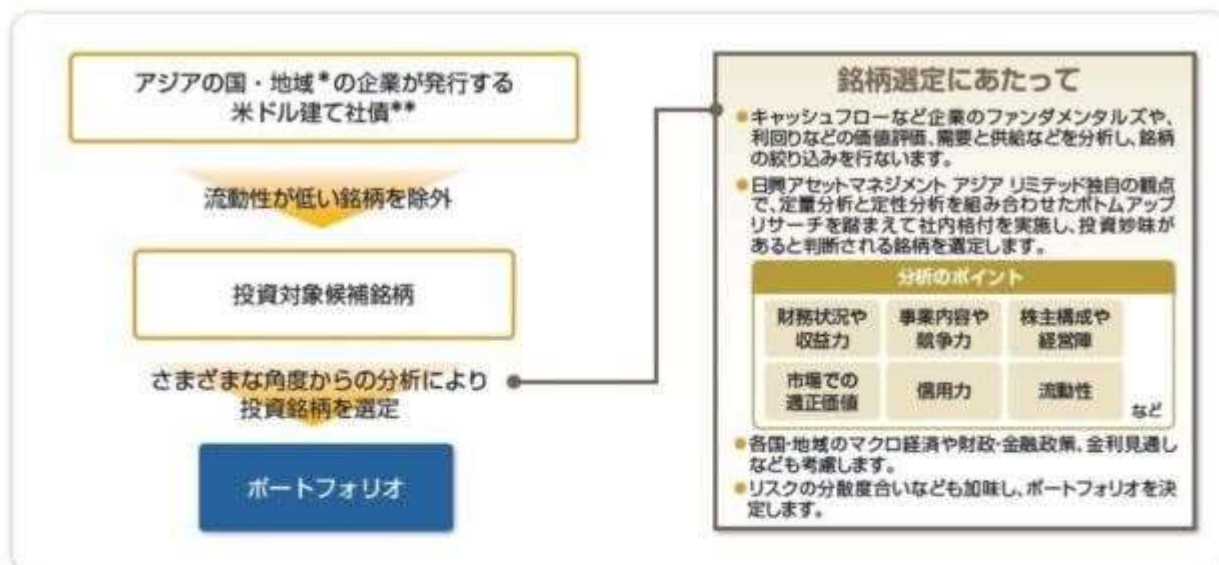 アジアの国・地域*の企業が発行する
米ドル建て社債**
流動性が低い銘柄を除外
投資対象候補銘柄
さまざまな角度からの分析により
投資銘柄を選定
ポートフォリオ
銘柄選定にあたって
●キャッシュフローなど企業のファンダメンタルズや、
利回りなどの価値評価、需要と供給などを分析し、銘柄
の絞り込みを行ないます。
●日興アセットマネジメント アジア リミテッド独自の観点
で、定量分析と定性分析を組み合わせたボトムアップ
リサーチを踏まえて社内格付を実施し、投資妙味が
あると判断される銘柄を選定します。
分析のポイント
財務状況や
収益力
事業内容や
競争力
株主構成や
経営陣
市場での
適正価値
信用力
流動性
など
●各国・地域のマクロ経済や財政・金融政策、金利見通し
なども考慮します。
●リスクの分散度合いなども加味し、ポートフォリオを決
定します。